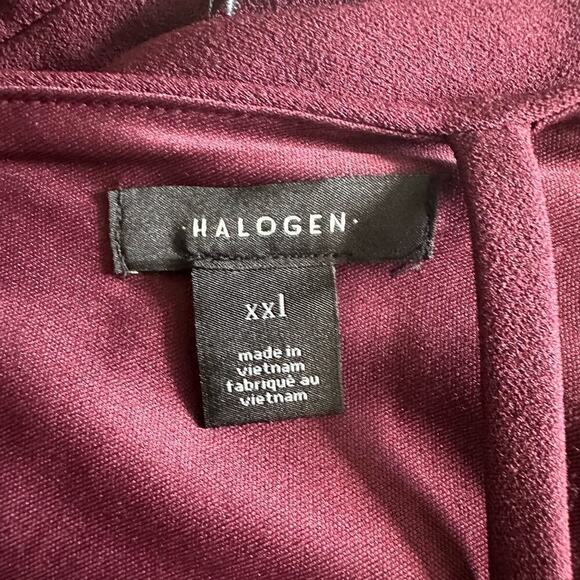 ·HALOGEN·
xxl
made in
vietnam
fabriqué au
vietnam